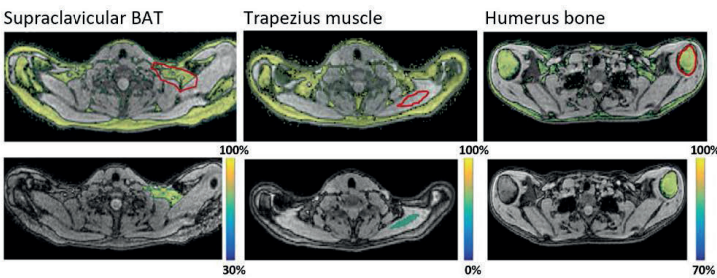 Supraclavicular BAT
Trapezius muscle
Humerus bone
100%
100%
100%
30%
0%
70%